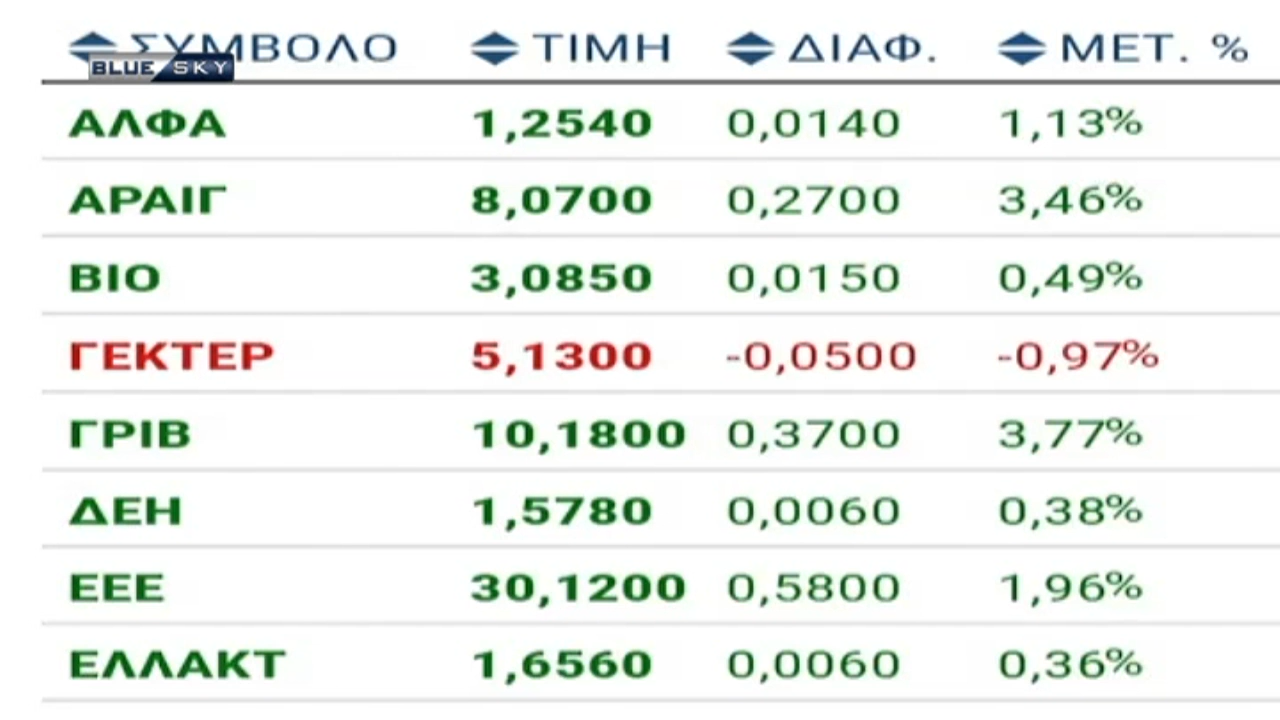 ΣΥΜΒΟΛΟ ΤΙΜΗ ΔΙΑΦ. ΜΕΤ. %
BLUE SKY
ΑΛΦΑ 1,2540 0,0140 1,13%
ΑΡΑΙΓ 8,0700 0,2700 3,46%
ΒΙΟ 3,0850 0,0150 0,49%
ΓΕΚΤΕΡ 5,1300 -0,0500 -0,97%
ΓΡΙΒ 10,1800 0,3700 3,77%
ΔΕΗ 1,5780 0,0060 0,38%
ΕΕΕ 30,1200 0,5800 1,96%
ΕΛΛΑΚΤ 1,6560 0,0060 0,36%